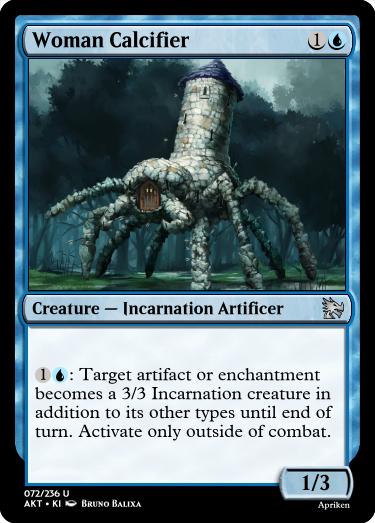 Woman Calcifier 1
Creature — Incarnation Artificer
1 : Target artifact or enchantment
becomes a 3/3 Incarnation creature in
addition to its other types until end of
turn. Activate only outside of combat.
1/3
072/236 U
AKT • KI Bruno Balixa
Apriken